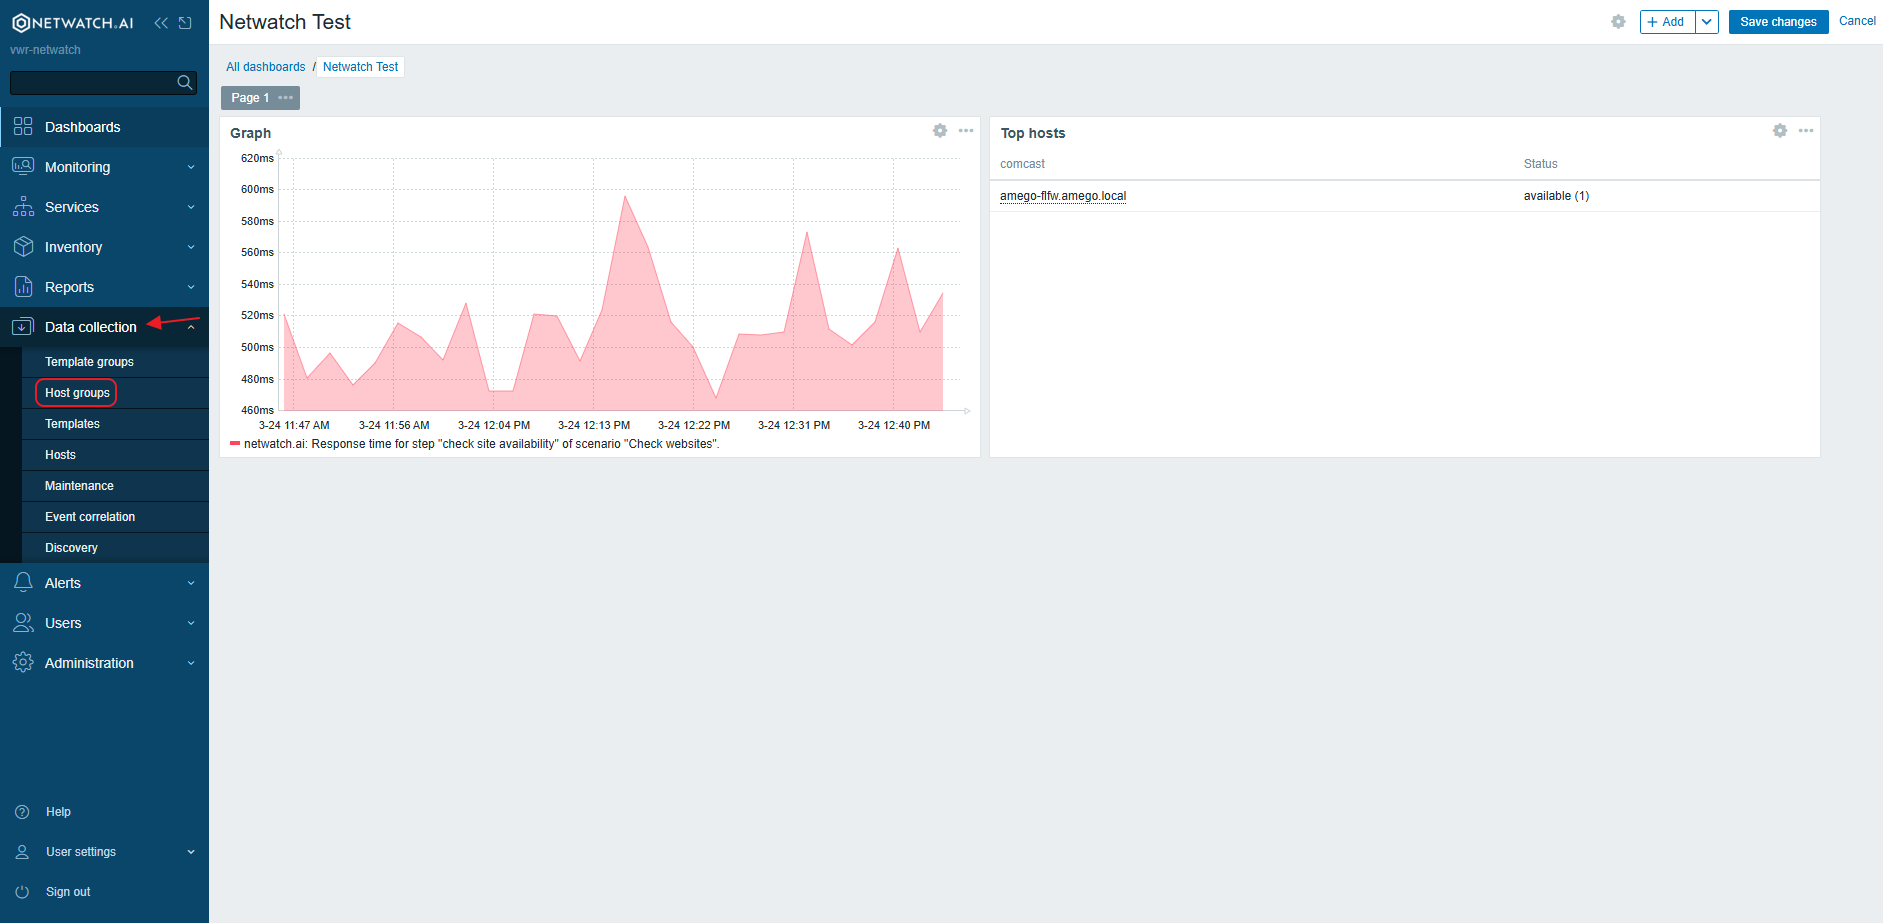 NETWATCH.AI
vwr-netwatch
Dashboards
Monitoring
Services
Inventory
Reports
Data collection
Template groups
Host groups
Templates
Hosts
Maintenance
Event correlation
Discovery
Alerts
Users
Administration
Help
User settings
Sign out
Netwatch Test
+ Add
Save changes
Cancel
All dashboards / Netwatch Test
Page 1
Graph
620ms
600ms
580ms
560ms
540ms
520ms
500ms
480ms
460ms
3-24 11:47 AM 3-24 11:56 AM 3-24 12:04 PM 3-24 12:13 PM 3-24 12:22 PM 3-24 12:31 PM 3-24 12:40 PM
netwatch.ai: Response time for step "check site availability" of scenario "Check websites".
Top hosts
comcast Status
amego-flfw.amego.local available (1)